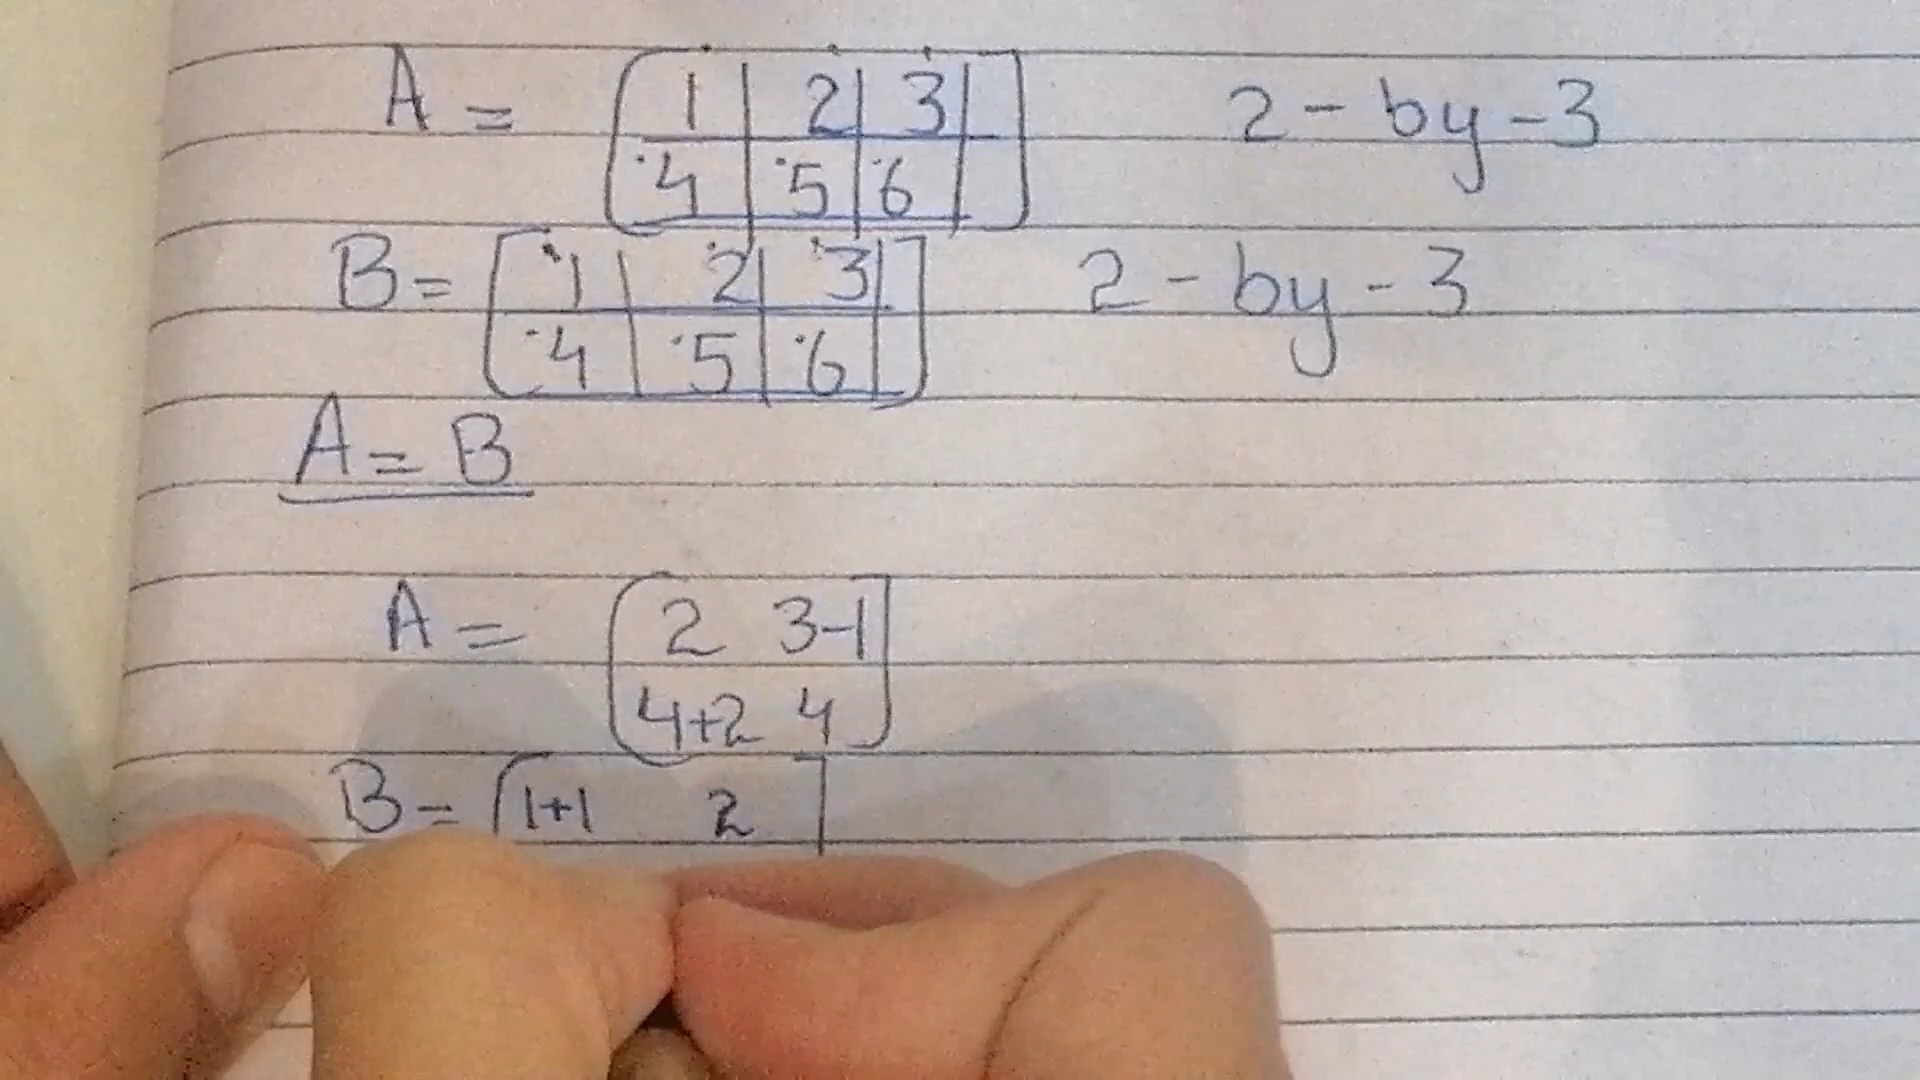 A = [1 2 3 2-by-3
4 5 6]
B = [1 2 3 2-by-3
4 5 6]
A = B
A = [2 3-1
4+2 4]
B = [1+1 2]